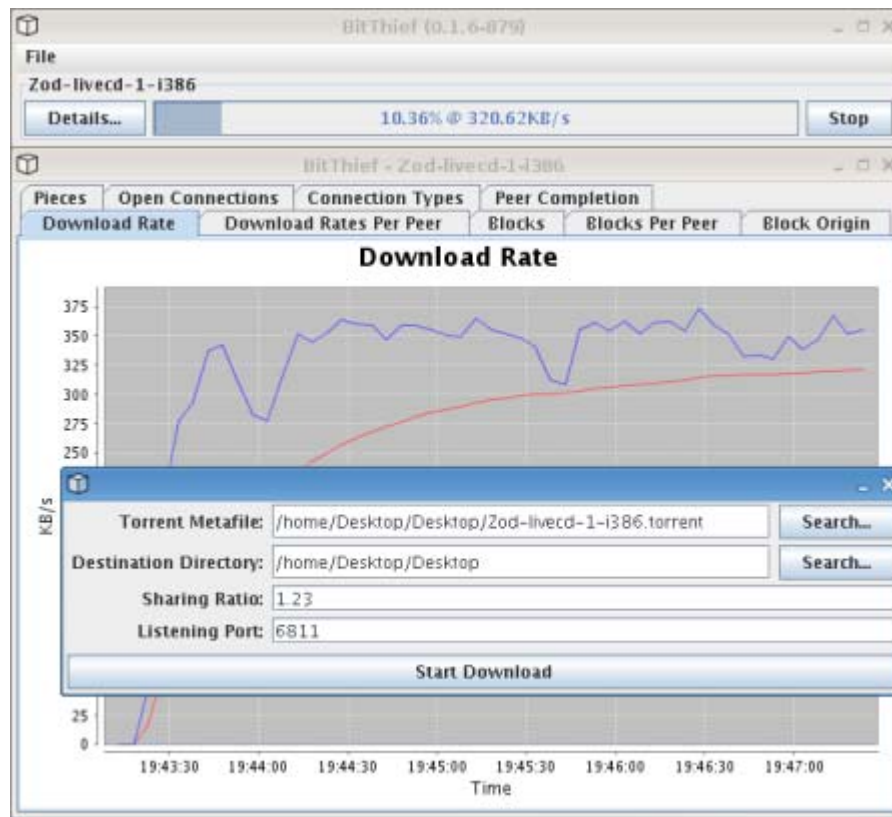 BitThief (0.1.6-879)
File
Zod-livecd-1-i386
Details...
10.36% @ 320.62KB/s
Stop
BitThief - Zod-livecd-1-i386
Pieces
Open Connections
Connection Types
Peer Completion
Download Rate
Download Rates Per Peer
Blocks
Blocks Per Peer
Block Origin
Download Rate
375
350
325
300
275
250
KB/s
Torrent Metafile: /home/Desktop/Desktop/Zod-livecd-1-i386.torrent Search...
Destination Directory: /home/Desktop/Desktop Search...
Sharing Ratio: 1.23
Listening Port: 6811
Start Download
25
0
19:43:30 19:44:00 19:44:30 19:45:00 19:45:30 19:46:00 19:46:30 19:47:00
Time